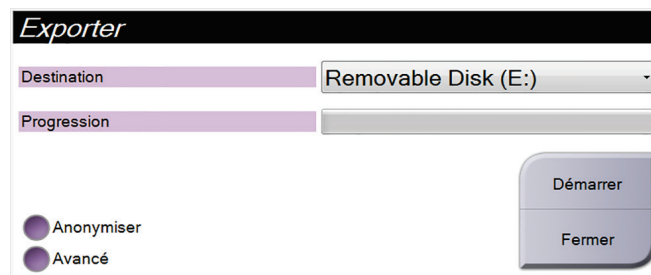 Exporter
Destination
Removable Disk (E:)
Progression
Démarrer
Anonymiser
Fermer
Avancé